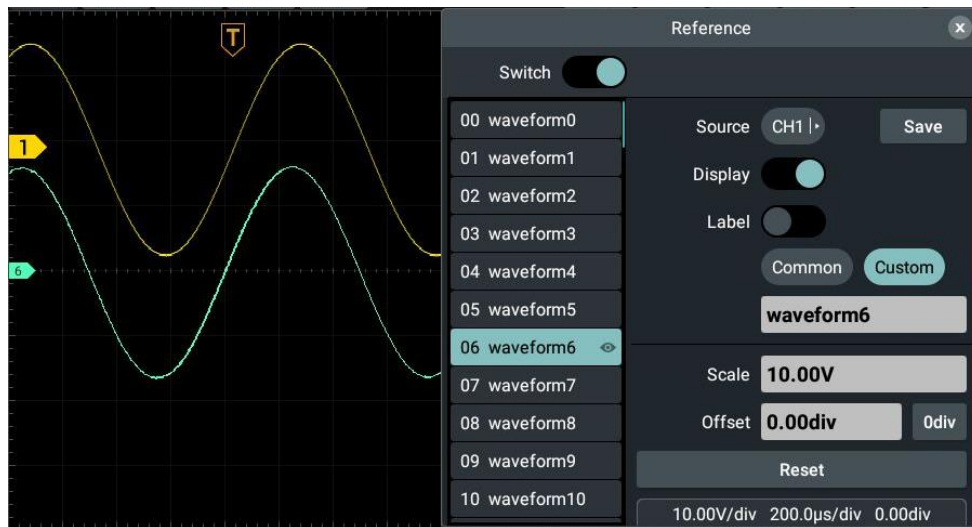 T
Reference
x
Switch
1
6
00 waveform0
01 waveform1
02 waveform2
03 waveform3
04 waveform4
05 waveform5
06 waveform6
07 waveform7
08 waveform8
09 waveform9
10 waveform10
Source CH1 Save
Display
Label
Common Custom
waveform6
Scale 10.00V
Offset 0.00div 0div
Reset
10.00V/div 200.0μs/div 0.00div